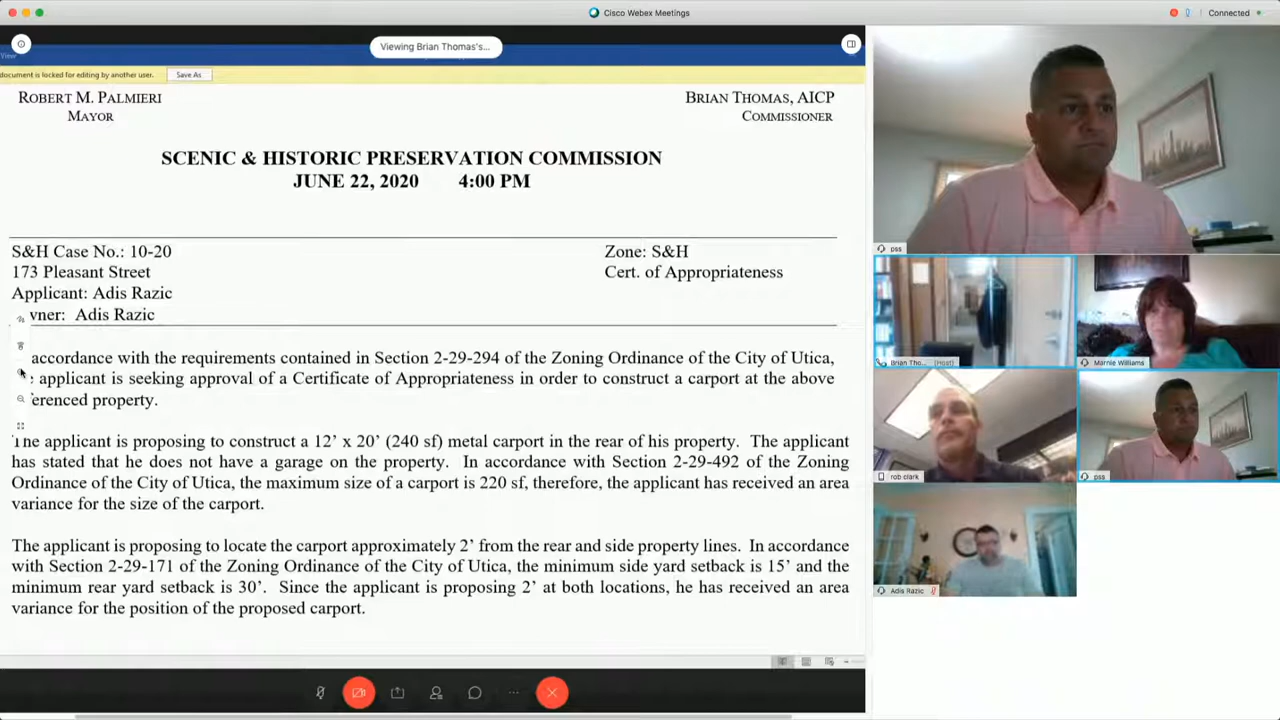 Cisco Webex Meetings
Connected
Viewing Brian Thomas's...
View
document is locked for editing by another user.
Save As
ROBERT M. PALMIERI
MAYOR
BRIAN THOMAS, AICP
COMMISSIONER
SCENIC & HISTORIC PRESERVATION COMMISSION
JUNE 22, 2020 4:00 PM
S&H Case No.: 10-20
Zone: S&H
173 Pleasant Street
Cert. of Appropriateness
Applicant: Adis Razic
vner: Adis Razic
accordance with the requirements contained in Section 2-29-294 of the Zoning Ordinance of the City of Utica,
applicant is seeking approval of a Certificate of Appropriateness in order to construct a carport at the above
erenced property.
The applicant is proposing to construct a 12' x 20' (240 sf) metal carport in the rear of his property. The applicant
has stated that he does not have a garage on the property. In accordance with Section 2-29-492 of the Zoning
Ordinance of the City of Utica, the maximum size of a carport is 220 sf, therefore, the applicant has received an area
variance for the size of the carport.
The applicant is proposing to locate the carport approximately 2' from the rear and side property lines. In accordance
with Section 2-29-171 of the Zoning Ordinance of the City of Utica, the minimum side yard setback is 15' and the
minimum rear yard setback is 30'. Since the applicant is proposing 2' at both locations, he has received an area
variance for the position of the proposed carport.
pss
Brian Tho... (Host)
Marnie Williams
rob clark
pss
Adis Razic